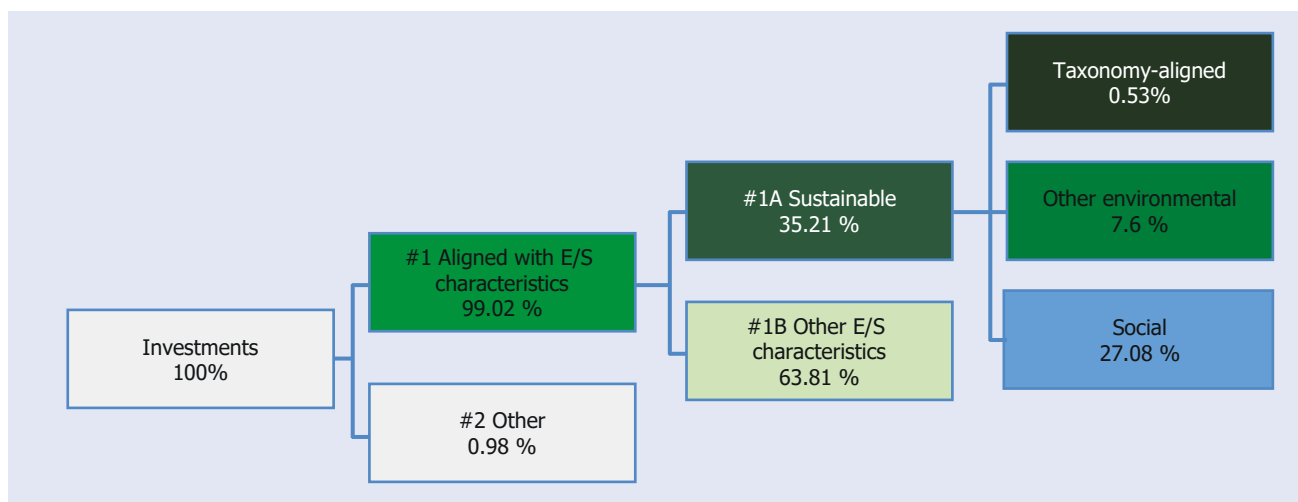 Investments
100%
#1 Aligned with E/S
characteristics
99.02 %
#2 Other
0.98 %
#1A Sustainable
35.21 %
#1B Other E/S
characteristics
63.81 %
Taxonomy-aligned
0.53%
Other environmental
7.6 %
Social
27.08 %